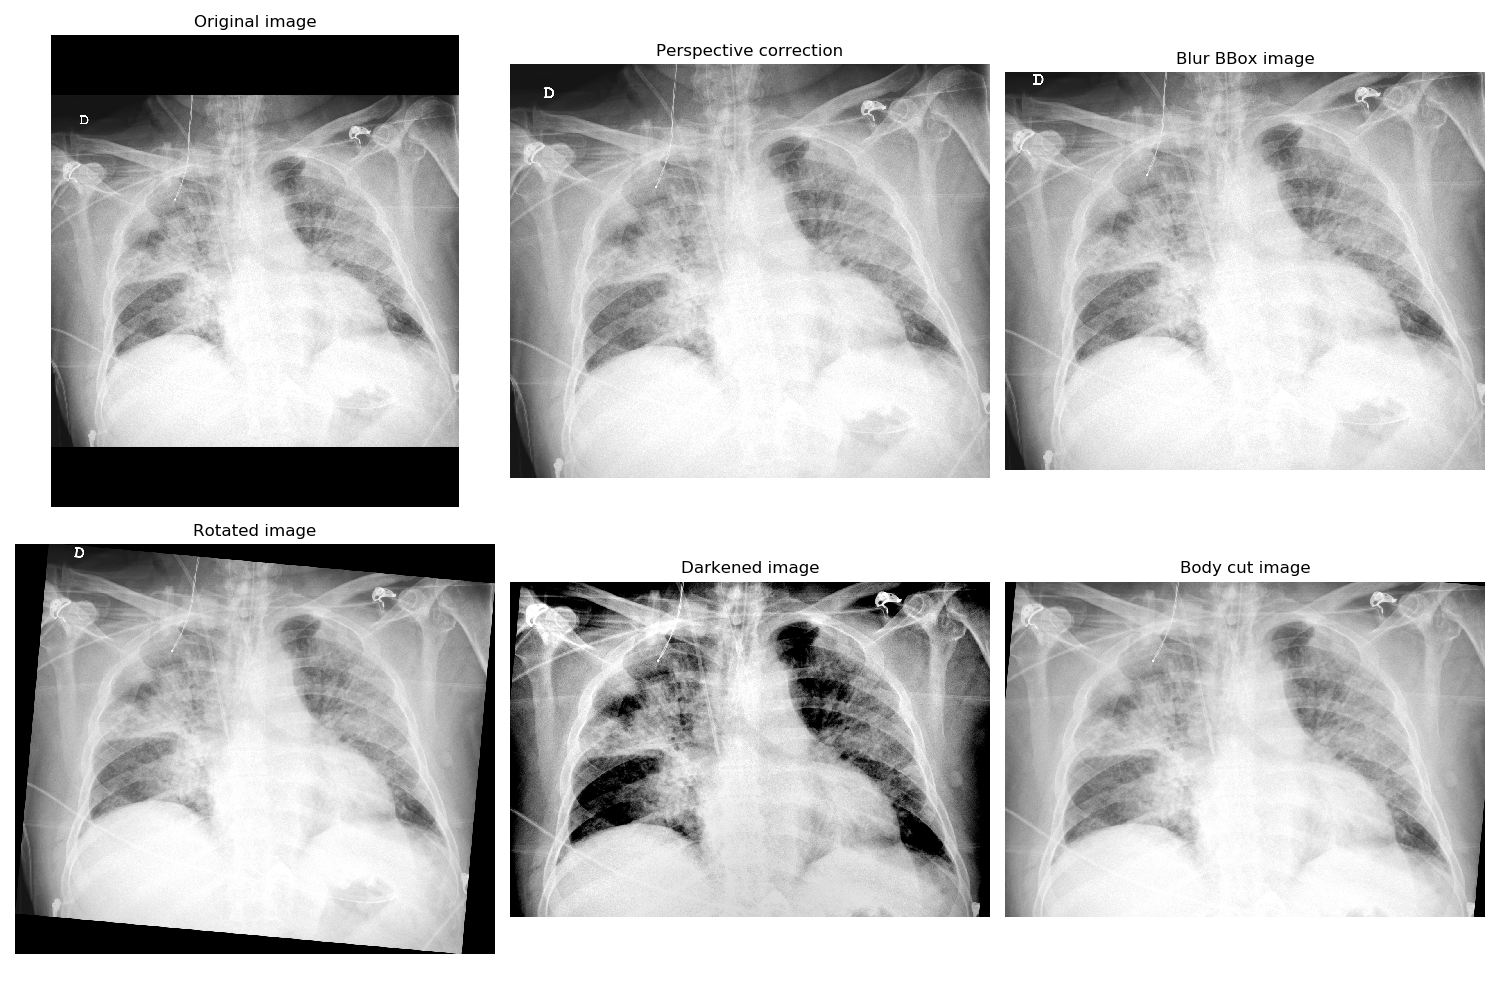 Original image
D
Perspective correction
D
Blur BBox image
D
Rotated image
D
Darkened image
Body cut image